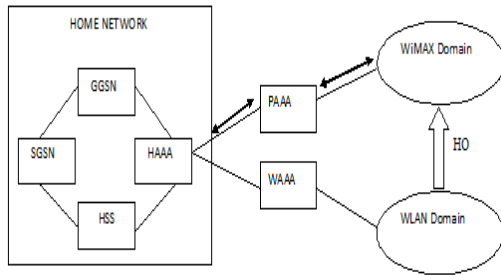 HOME NETWORK
GGSN
SGSN
HAAA
HSS
PAAA
WAAA
WiMAX Domain
HO
WLAN Domain